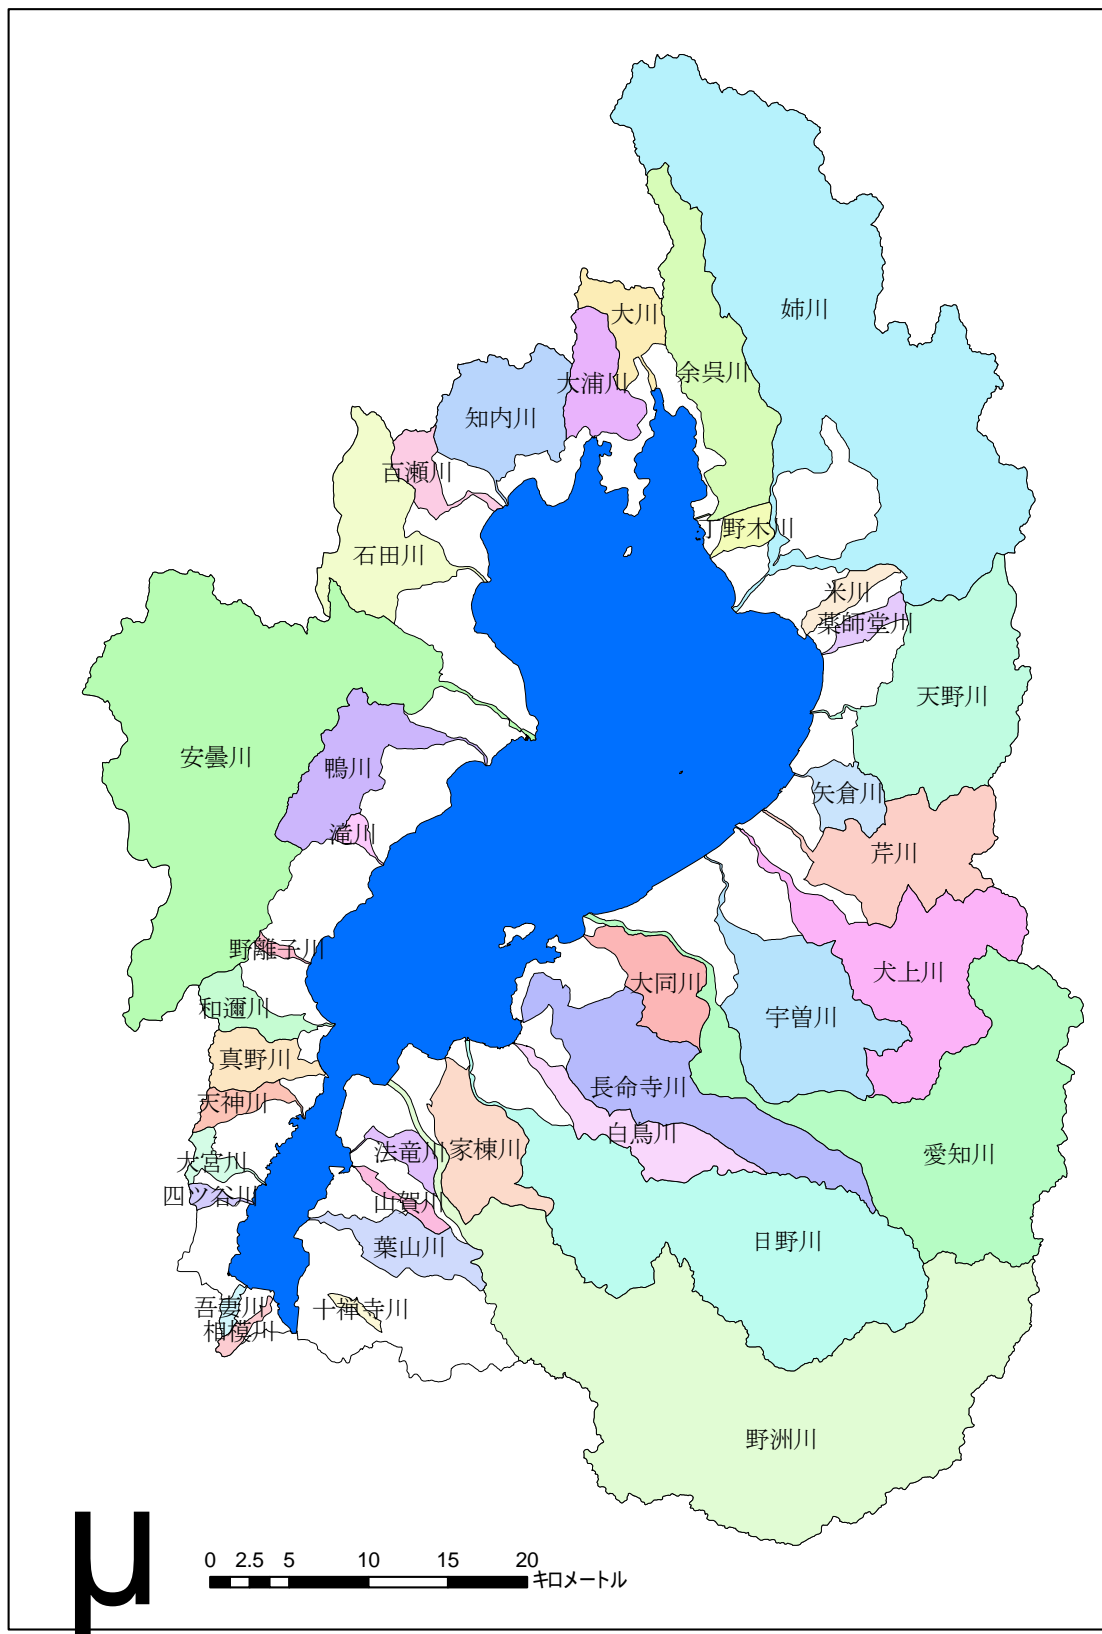 姉川
大川
余呉川
大浦川
知内川
百瀬川
丁野木川
石田川
米川
薬師堂川
天野川
安曇川
鴨川
矢倉川
滝川
芹川
野離子川
犬上川
大同川
和邇川
宇曽川
真野川
長命寺川
天神川
白鳥川
法竜川
家棟川
愛知川
大宮川
四ツ谷川
山賀川
日野川
葉山川
吾妻川
十禅寺川
相模川
野洲川
μ
0 2.5 5 10 15 20
キロメートル